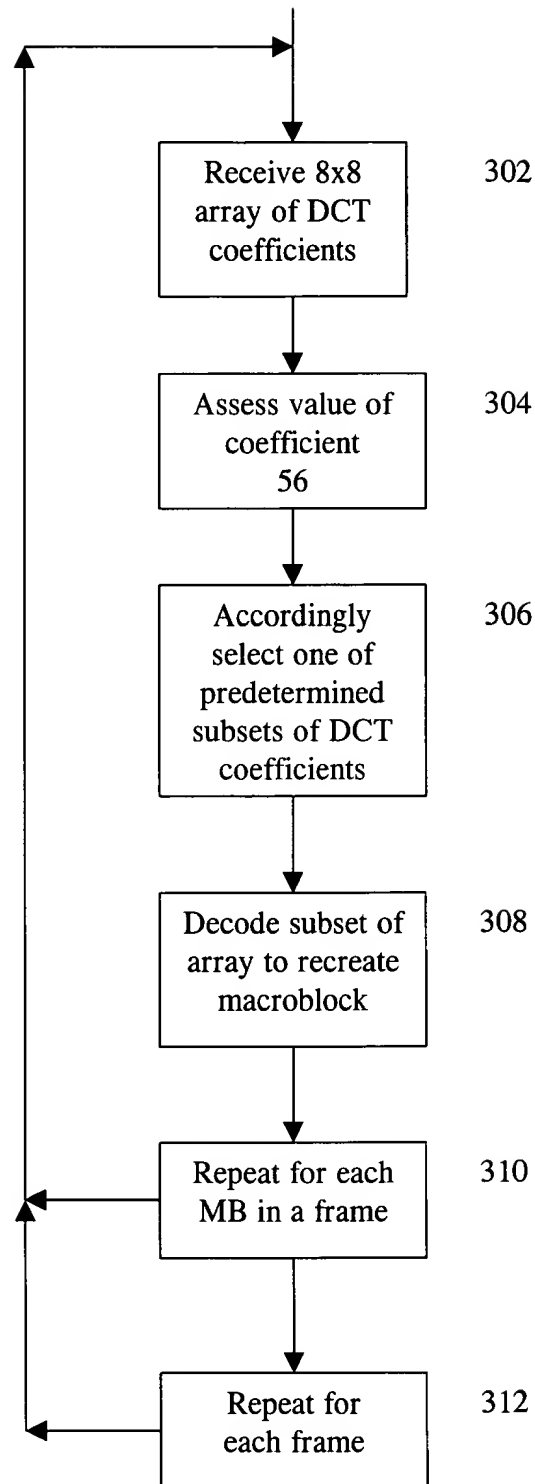 Receive 8x8
array of DCT
coefficients
302
Assess value of
coefficient
56
304
Accordingly
select one of
predetermined
subsets of DCT
coefficients
306
Decode subset of
array to recreate
macroblock
308
Repeat for each
MB in a frame
310
Repeat for
each frame
312